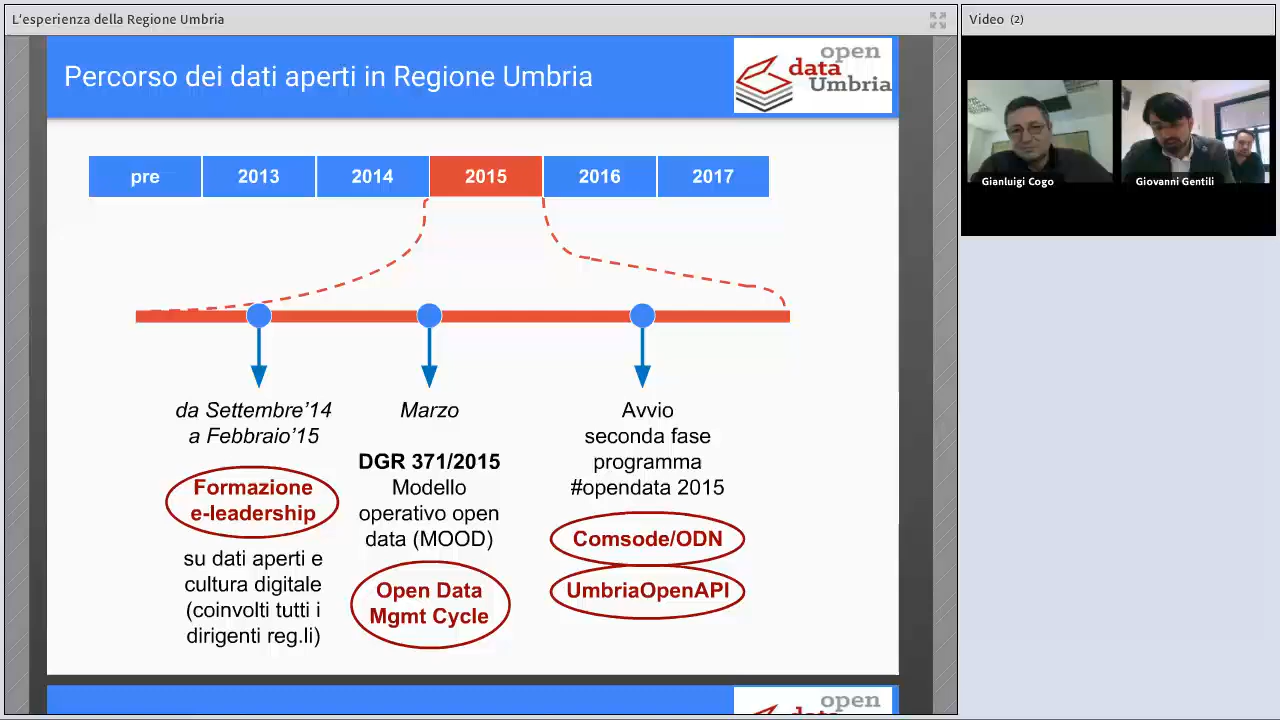 L'esperienza della Regione Umbria
Video (2)
Percorso dei dati aperti in Regione Umbria
open
data
Umbria
Gianluigi Cogo
Giovanni Gentili
pre
2013
2014
2015
2016
2017
da Settembre'14
a Febbraio'15
Formazione
e-leadership
su dati aperti e
cultura digitale
(coinvolti tutti i
dirigenti reg.li)
Marzo
DGR 371/2015
Modello
operativo open
data (MOOD)
Open Data
Mgmt Cycle
Avvio
seconda fase
programma
#opendata 2015
Comsode/ODN
UmbriaOpenAPI
open
data